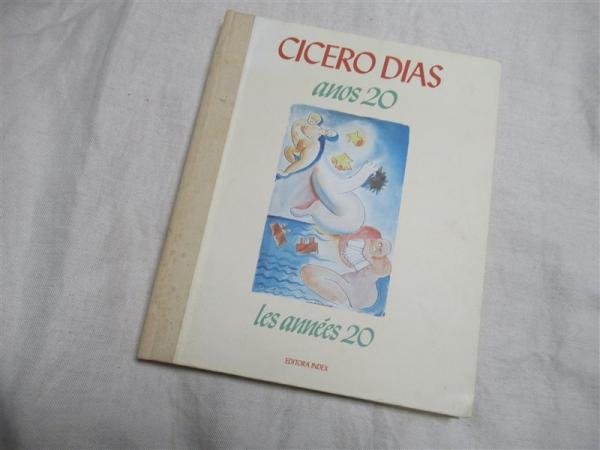 CICERO DIAS
anos 20
les années 20
EDITORA INDEX